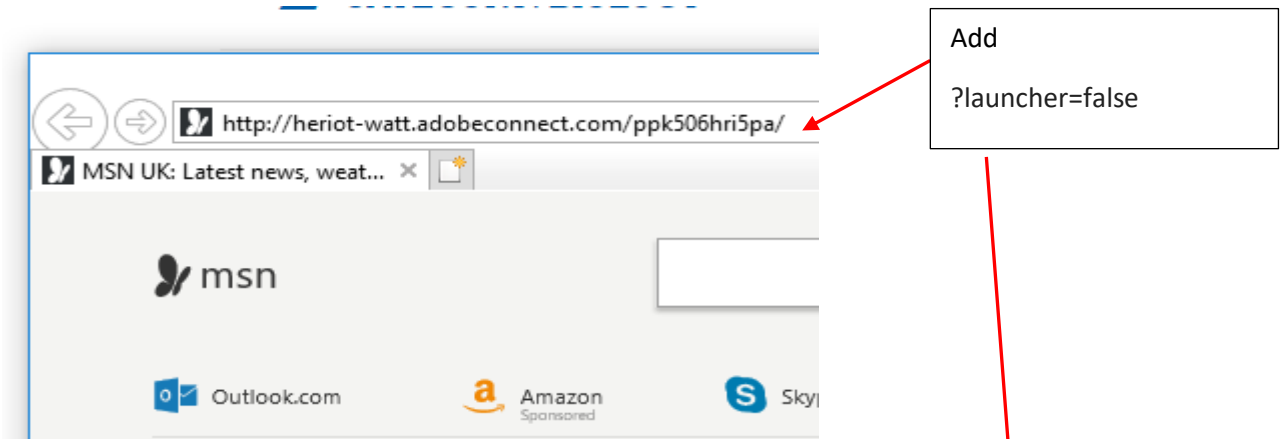 Add
?launcher=false
http://heriot-watt.adobeconnect.com/ppk506hri5pa/
MSN UK: Latest news, weat...
msn
Outlook.com
Amazon
Sponsored